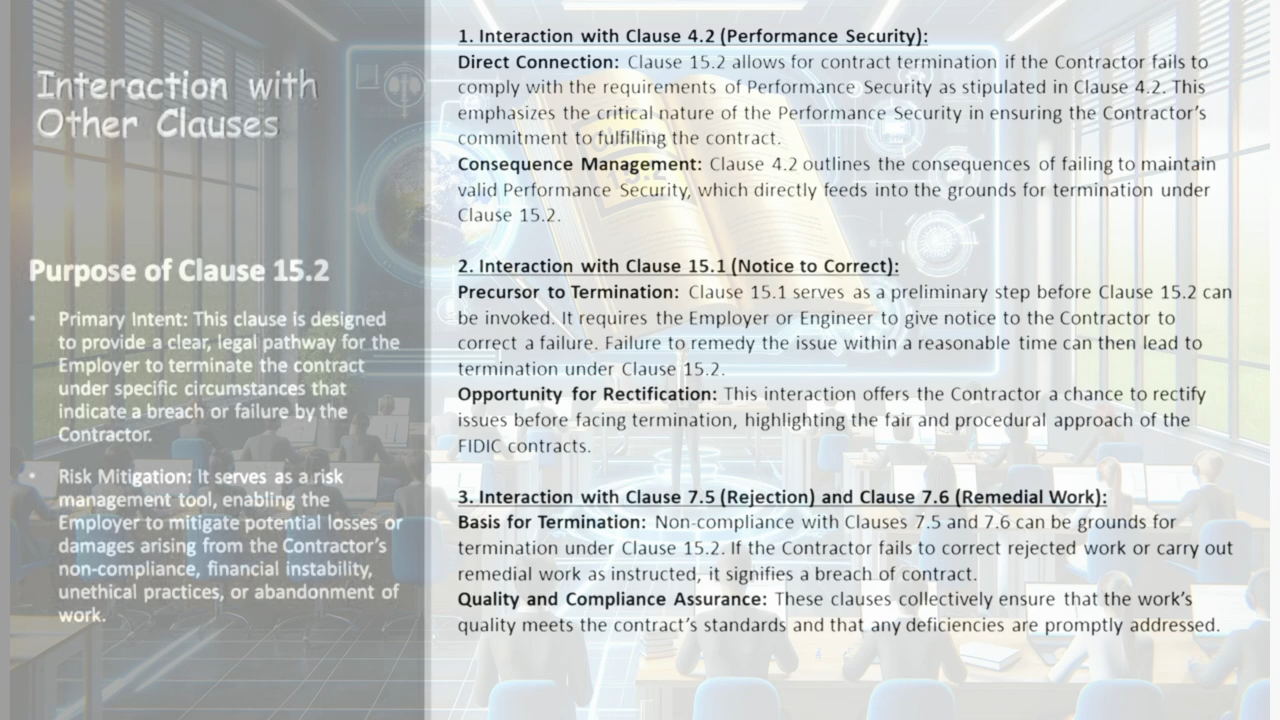 Interaction with
Other Clauses
Purpose of Clause 15.2
• Primary Intent: This clause is designed
to provide a clear, legal pathway for the
Employer to terminate the contract
under specific circumstances that
indicate a breach or failure by the
Contractor.
• Risk Mitigation: It serves as a risk
management tool, enabling the
Employer to mitigate potential losses or
damages arising from the Contractor's
non-compliance, financial instability,
unethical practices, or abandonment of
work.
1. Interaction with Clause 4.2 (Performance Security):
Direct Connection: Clause 15.2 allows for contract termination if the Contractor fails to
comply with the requirements of Performance Security as stipulated in Clause 4.2. This
emphasizes the critical nature of the Performance Security in ensuring the Contractor's
commitment to fulfilling the contract.
Consequence Management: Clause 4.2 outlines the consequences of failing to maintain
valid Performance Security, which directly feeds into the grounds for termination under
Clause 15.2.
2. Interaction with Clause 15.1 (Notice to Correct):
Precursor to Termination: Clause 15.1 serves as a preliminary step before Clause 15.2 can
be invoked. It requires the Employer or Engineer to give notice to the Contractor to
correct a failure. Failure to remedy the issue within a reasonable time can then lead to
termination under Clause 15.2.
Opportunity for Rectification: This interaction offers the Contractor a chance to rectify
issues before facing termination, highlighting the fair and procedural approach of the
FIDIC contracts.
3. Interaction with Clause 7.5 (Rejection) and Clause 7.6 (Remedial Work):
Basis for Termination: Non-compliance with Clauses 7.5 and 7.6 can be grounds for
termination under Clause 15.2. If the Contractor fails to correct rejected work or carry out
remedial work as instructed, it signifies a breach of contract.
Quality and Compliance Assurance: These clauses collectively ensure that the work's
quality meets the contract's standards and that any deficiencies are promptly addressed.